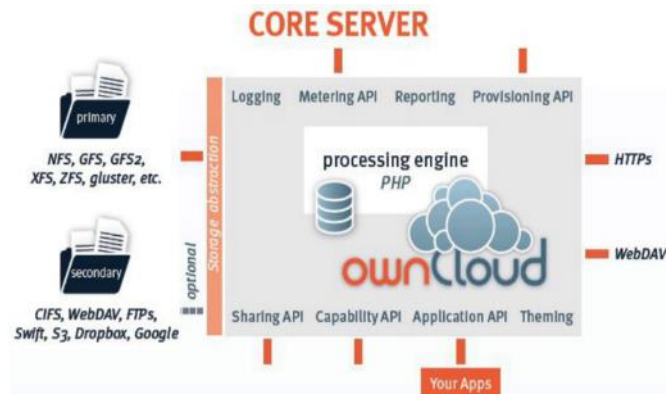 CORE SERVER
Logging Metering API Reporting Provisioning API
primary
NFS, GFS, GFS2,
XFS, ZFS, gluster, etc.
Storage abstraction
processing engine
PHP
HTTPs
secondary
optional
CIFS, WebDAV, FTPs,
Swift, S3, Dropbox, Google
ownCloud
WebDAV
Sharing API Capability API Application API Theming
Your Apps